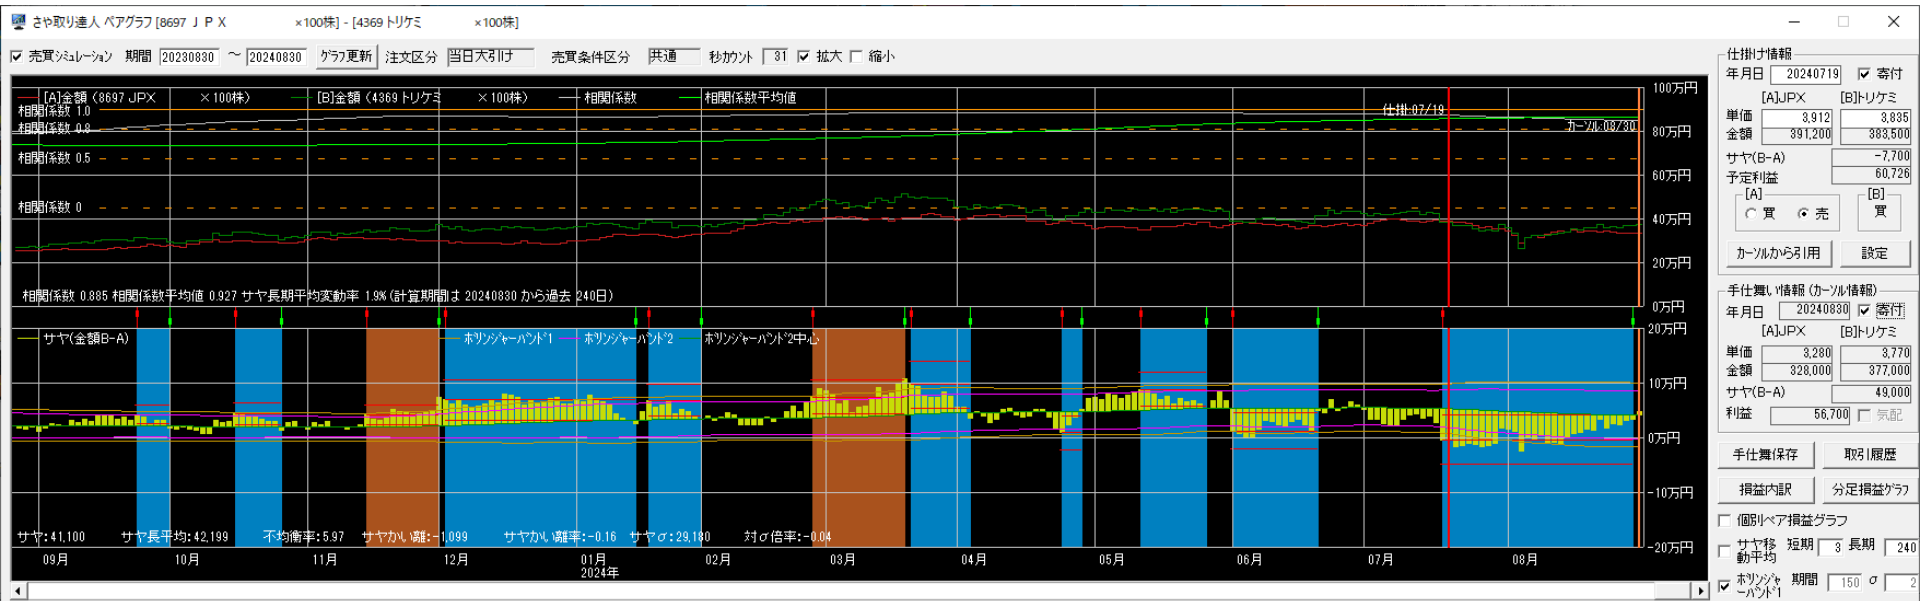 さや取り達人 ペアグラフ [8697 ＪＰＸ ×100株] - [4369 トリケミ ×100株]
売買シミュレーション 期間 20230830 ～ 20240830 グラフ更新 注文区分 当日大引け 売買条件区分 共通 秒カウント 31 拡大 縮小
[A]金額 (8697 JPX ×100株) [B]金額 (4369 トリケミ ×100株) 相関係数 相関係数平均値
相関係数 1.0
相関係数 0.8
相関係数 0.5
相関係数 0
仕掛:07/19
カーソル:08/30
100万円
80万円
60万円
40万円
20万円
0万円
相関係数 0.885 相関係数平均値 0.927 サヤ長期平均変動率 1.9% (計算期間は 20240830 から過去 240日)
サヤ(金額B-A) ボリンジャーバンド1 ボリンジャーバンド2 ボリンジャーバンド2中心
20万円
10万円
0万円
-10万円
-20万円
サヤ:41,100 サヤ長平均:42,199 不均衡率:5.97 サヤかい離:-1,099 サヤかい離率:-0.16 サヤσ:29,180 対σ倍率:-0.04
09月 10月 11月 12月 01月 02月 03月 04月 05月 06月 07月 08月
2024年
仕掛け情報
年月日 20240719 寄付
[A]JPX [B]トリケミ
単価 3,912 3,835
金額 391,200 383,500
サヤ(B-A) -7,700
予定利益 60,726
[A] [B]
買 売 買
カーソルから引用 設定
手仕舞い情報 (カーソル情報)
年月日 20240830 寄付
[A]JPX [B]トリケミ
単価 3,280 3,770
金額 328,000 377,000
サヤ(B-A) 49,000
利益 56,700 気配
手仕舞保存 取引履歴
損益内訳 分足損益グラフ
個別ペア損益グラフ
サヤ移動平均 短期 3 長期 240
ボリンジャーバンド1 期間 150 σ 2